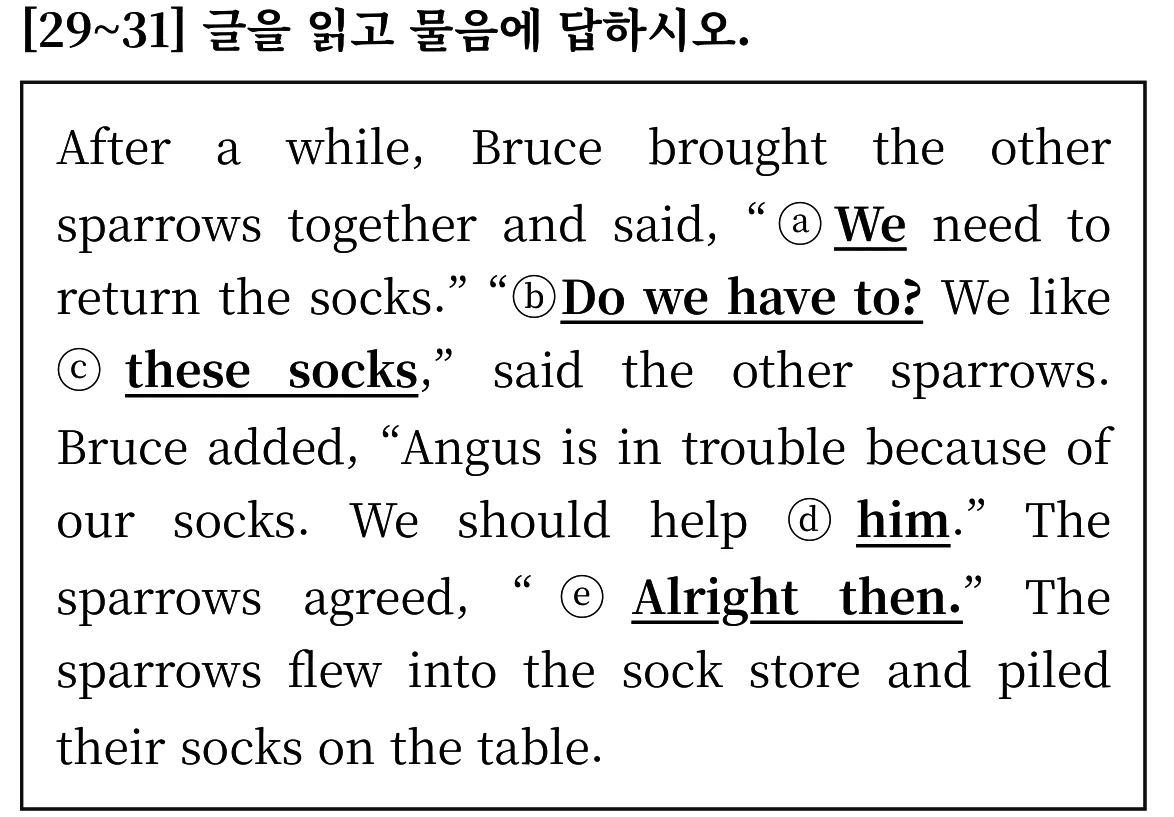 [29~31] 글을 읽고 물음에 답하시오.
After a while, Bruce brought the other
sparrows together and said, “ⓐ We need to
return the socks.” “ⓑDo we have to? We like
ⓒ these socks,” said the other sparrows.
Bruce added, “Angus is in trouble because of
our socks. We should help ⓓ him.” The
sparrows agreed, “ ⓔ Alright then.” The
sparrows flew into the sock store and piled
their socks on the table.